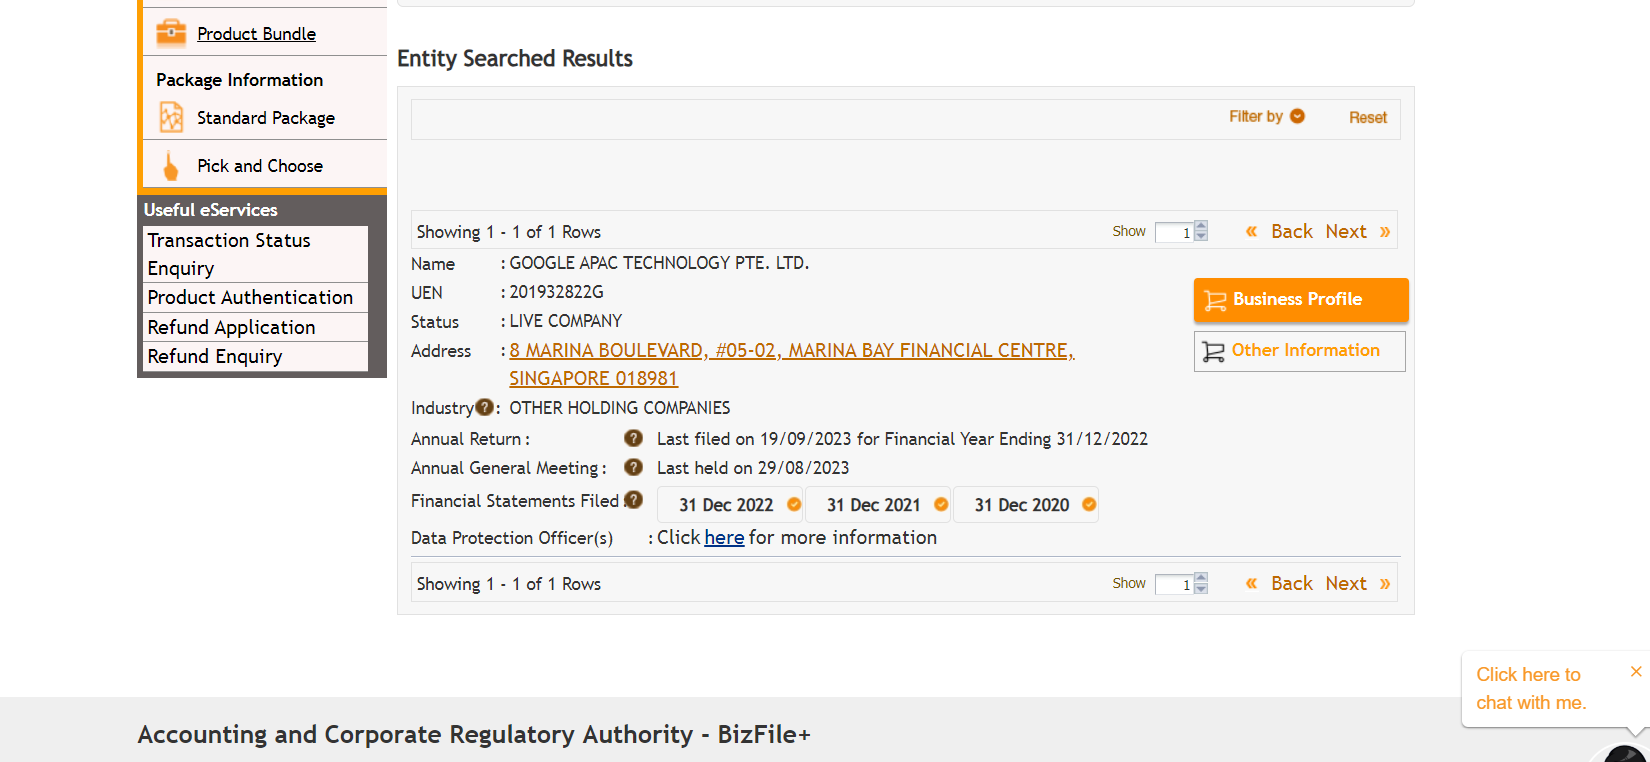 Product Bundle
Package Information
Standard Package
Pick and Choose
Useful eServices
Transaction Status
Enquiry
Product Authentication
Refund Application
Refund Enquiry
Entity Searched Results
Filter by Reset
Showing 1 - 1 of 1 Rows Show 1 « Back Next »
Name : GOOGLE APAC TECHNOLOGY PTE. LTD.
UEN : 201932822G
Status : LIVE COMPANY
Address : 8 MARINA BOULEVARD, #05-02, MARINA BAY FINANCIAL CENTRE,
SINGAPORE 018981
Business Profile
Other Information
Industry ? : OTHER HOLDING COMPANIES
Annual Return : ? Last filed on 19/09/2023 for Financial Year Ending 31/12/2022
Annual General Meeting : ? Last held on 29/08/2023
Financial Statements Filed : ? 31 Dec 2022 31 Dec 2021 31 Dec 2020
Data Protection Officer(s) : Click here for more information
Showing 1 - 1 of 1 Rows Show 1 « Back Next »
Click here to
chat with me.
Accounting and Corporate Regulatory Authority - BizFile+